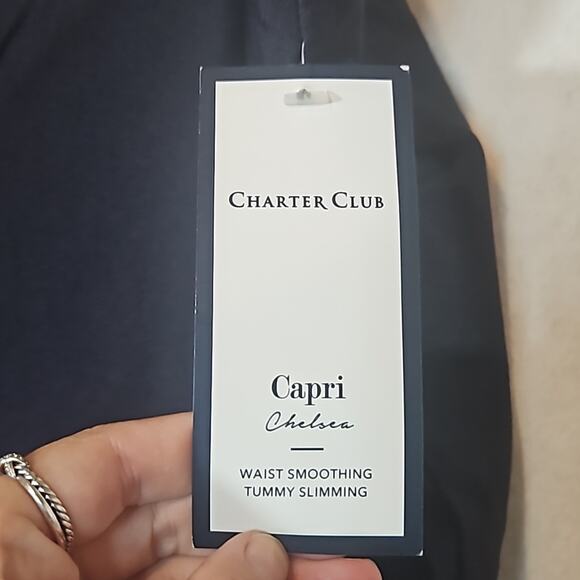 CHARTER CLUB
Capri
Chelsea
WAIST SMOOTHING
TUMMY SLIMMING